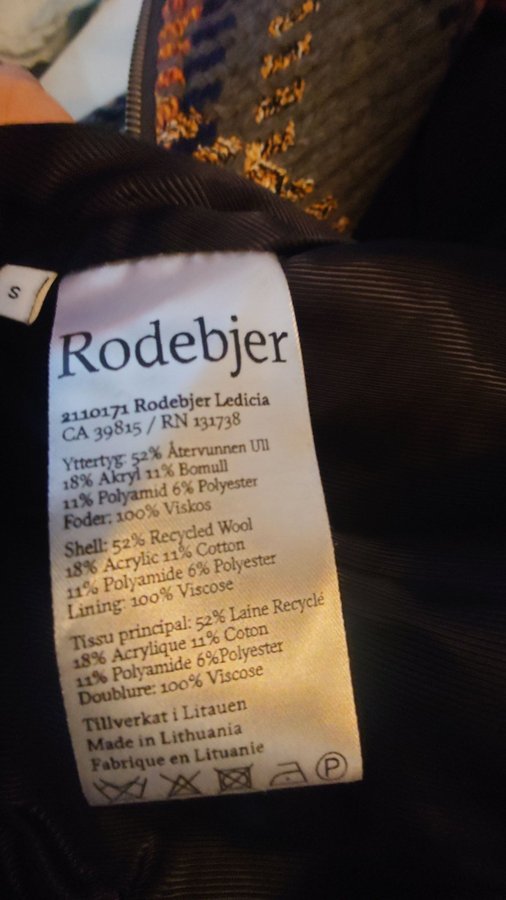 S
Rodebjer
2110171 Rodebjer Ledicia
CA 39815 / RN 131738
Yttertyg: 52% Återvunnen Ull
18% Akryl 11% Bomull
11% Polyamid 6% Polyester
Foder: 100% Viskos
Shell: 52% Recycled Wool
18% Acrylic 11% Cotton
11% Polyamide 6% Polyester
Lining: 100% Viscose
Tissu principal: 52% Laine Recyclé
18% Acrylique 11% Coton
11% Polyamide 6%Polyester
Doublure: 100% Viscose
Tillverkat i Litauen
Made in Lithuania
Fabrique en Lituanie
P